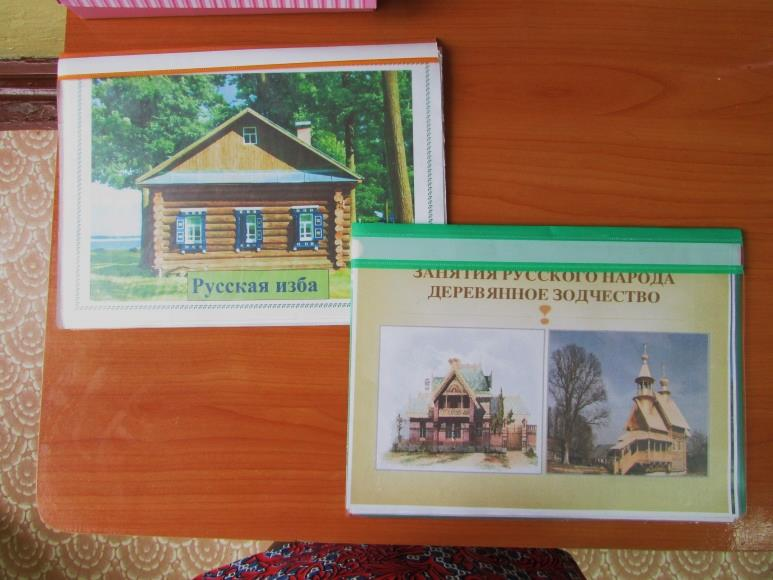 Русская изба
ЗАНЯТИЯ РУССКОГО НАРОДА
ДЕРЕВЯННОЕ ЗОДЧЕСТВО